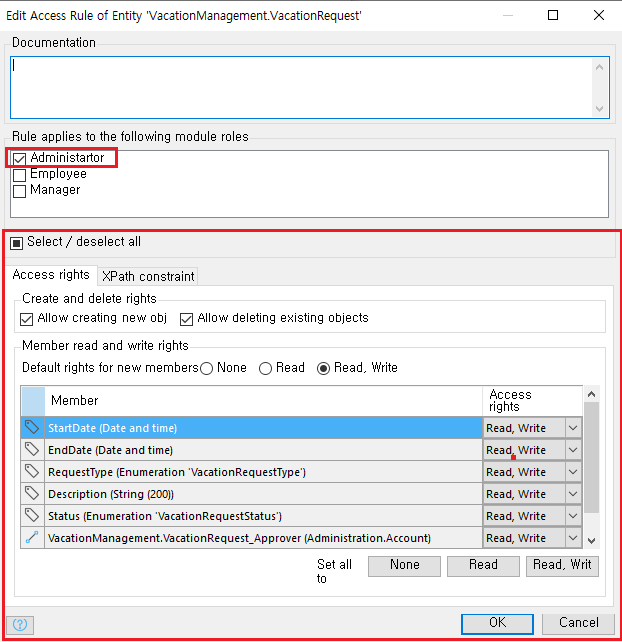 Edit Access Rule of Entity 'VacationManagement.VacationRequest'
Documentation
Rule applies to the following module roles
Administartor
Employee
Manager
Select / deselect all
Access rights XPath constraint
Create and delete rights
Allow creating new obj Allow deleting existing objects
Member read and write rights
Default rights for new members None Read Read, Write
Member Access rights
StartDate (Date and time) Read, Write
EndDate (Date and time) Read, Write
RequestType (Enumeration 'VacationRequestType') Read, Write
Description (String (200)) Read, Write
Status (Enumeration 'VacationRequestStatus') Read, Write
VacationManagement.VacationRequest_Approver (Administration.Account) Read, Write
Set all to None Read Read, Writ
OK Cancel